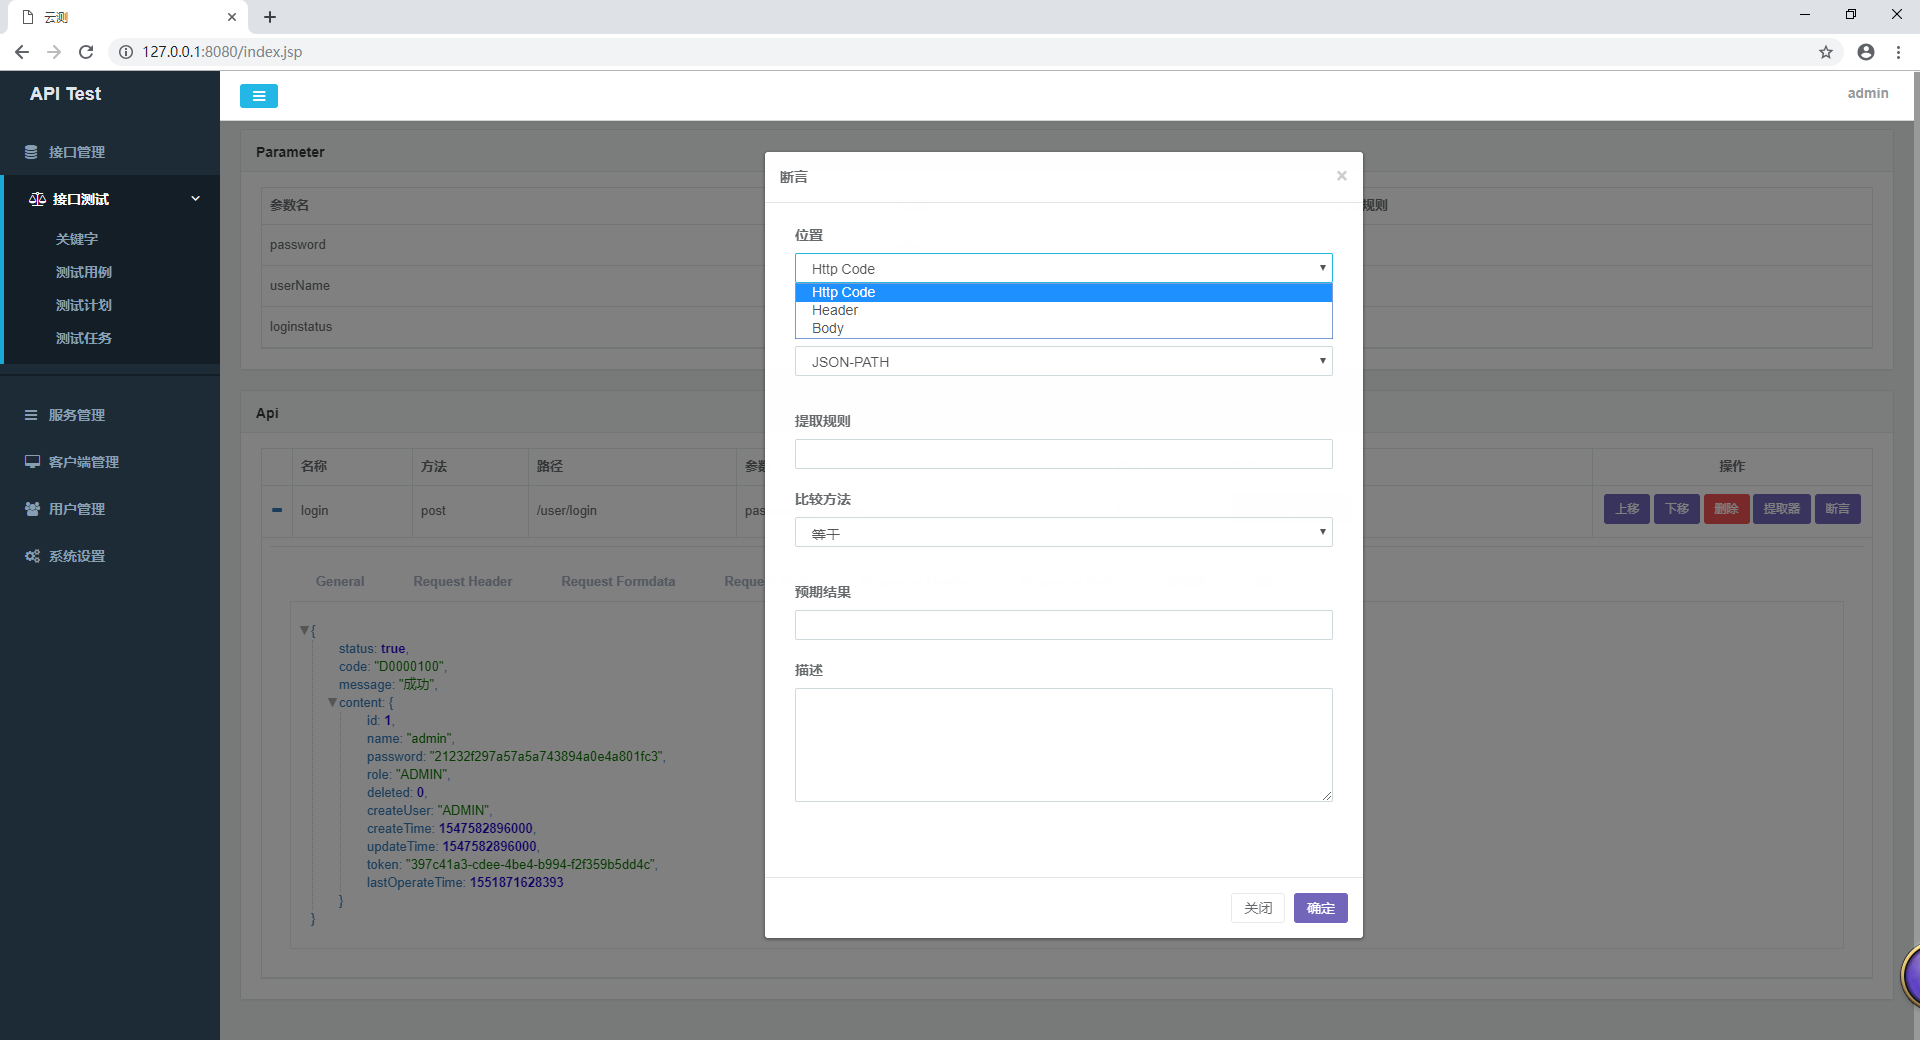 云测
127.0.0.1:8080/index.jsp
API Test
admin
接口管理
接口测试
关键字
测试用例
测试计划
测试任务
服务管理
客户端管理
用户管理
系统设置
Parameter
参数名
规则
password
userName
loginstatus
Api
名称 方法 路径 操作
login post /user/login pas 上移 下移 删除 提取器 断言
General Request Header Request Formdata Reque
{
status: true,
code: "D0000100",
message: "成功",
content: {
id: 1,
name: "admin",
password: "21232f297a57a5a743894a0e4a801fc3",
role: "ADMIN",
deleted: 0,
createUser: "ADMIN",
createTime: 1547582896000,
updateTime: 1547582896000,
token: "397c41a3-cdee-4be4-b994-f2f359b5dd4c",
lastOperateTime: 1551871628393
}
}
断言 ×
位置
Http Code
Http Code
Header
Body
JSON-PATH
提取规则
比较方法
等于
预期结果
描述
关闭 确定